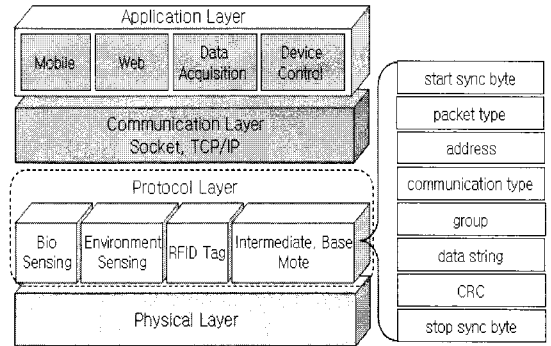 Application Layer
Mobile
Web
Data
Acquisition
Device
Control
Communication Layer
Socket, TCP/IP
Protocol Layer
Bio
Sensing
Environment
Sensing
RFID Tag
Intermediate, Base
Mote
Physical Layer
start sync byte
packet type
address
communication type
group
data string
CRC
stop sync byte